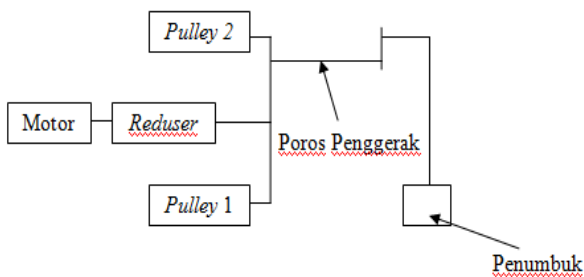 Pulley 2
Motor
Reduser
Poros Penggerak
Pulley 1
Penumbuk